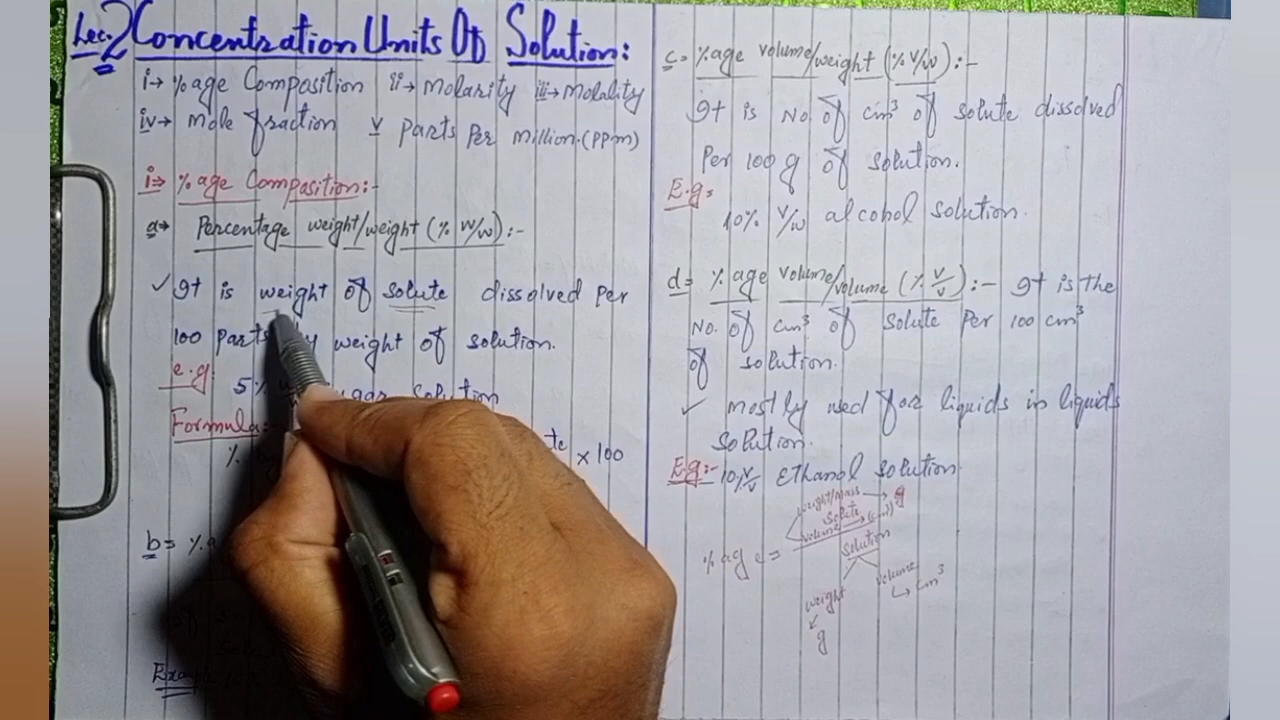 Lec. 2 Concentration Units Of Solution:
i→ %age Composition ii→ molarity iii→ molality
iv→ mole fraction v parts Per million.(PPm)
i→ %age Composition:-
a→ Percentage weight/weight (% W/W):-
✓ It is weight of solute dissolved Per
100 parts weight of solution.
e.g.
5% solution
Formula:-
% × 100
b=
Example
c= %age volume/weight (% V/W):-
It is No. of cm³ of solute dissolved
Per 100 g of solution.
E.g:
10% V/W alcohol solution.
d= %age volume/volume (% V/V):- It is the
No. of cm³ of solute Per 100 cm³
of solution.
✓ mostly used for liquids in liquids
solution.
E.g:- 10% V/V Ethanol solution
weight/mass → g
solute
volume → (cm³)
%age =
solution
weight
↓
g
volume
↳ cm³